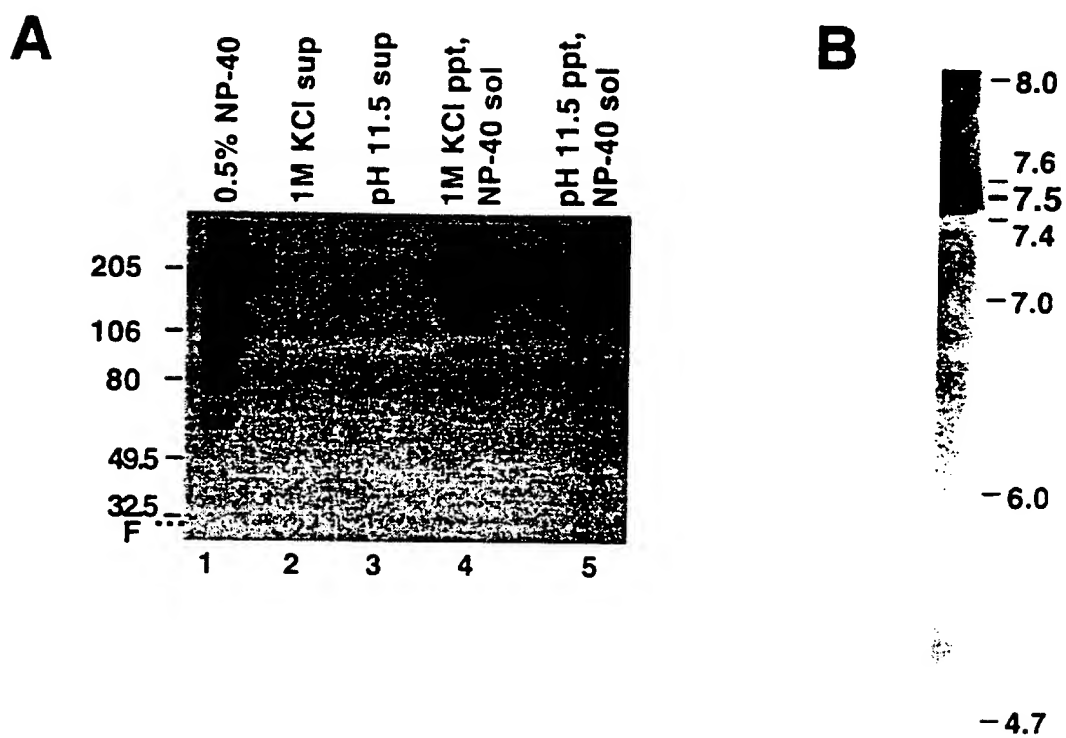 A
B
0.5% NP-40
1M KCl sup
pH 11.5 sup
1M KCl ppt,
NP-40 sol
pH 11.5 ppt,
NP-40 sol
205
106
80
49.5
32.5
F
1 2 3 4 5
8.0
7.6
7.5
7.4
7.0
6.0
4.7